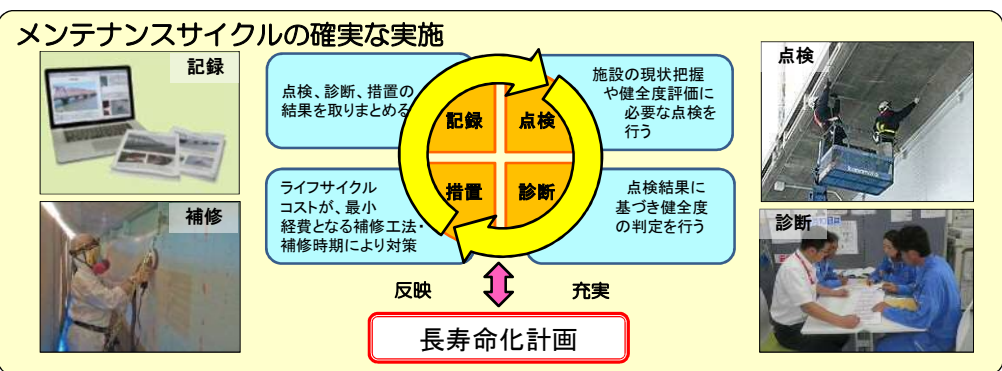 メンテナンスサイクルの確実な実施
記録
点検、診断、措置の
結果を取りまとめる
施設の現状把握
や健全度評価に
必要な点検を
行う
点検
記録
点検
措置
診断
補修
ライフサイクル
コストが、最小
経費となる補修工法・
補修時期により対策
点検結果に
基づき健全度
の判定を行う
診断
反映
充実
長寿命化計画